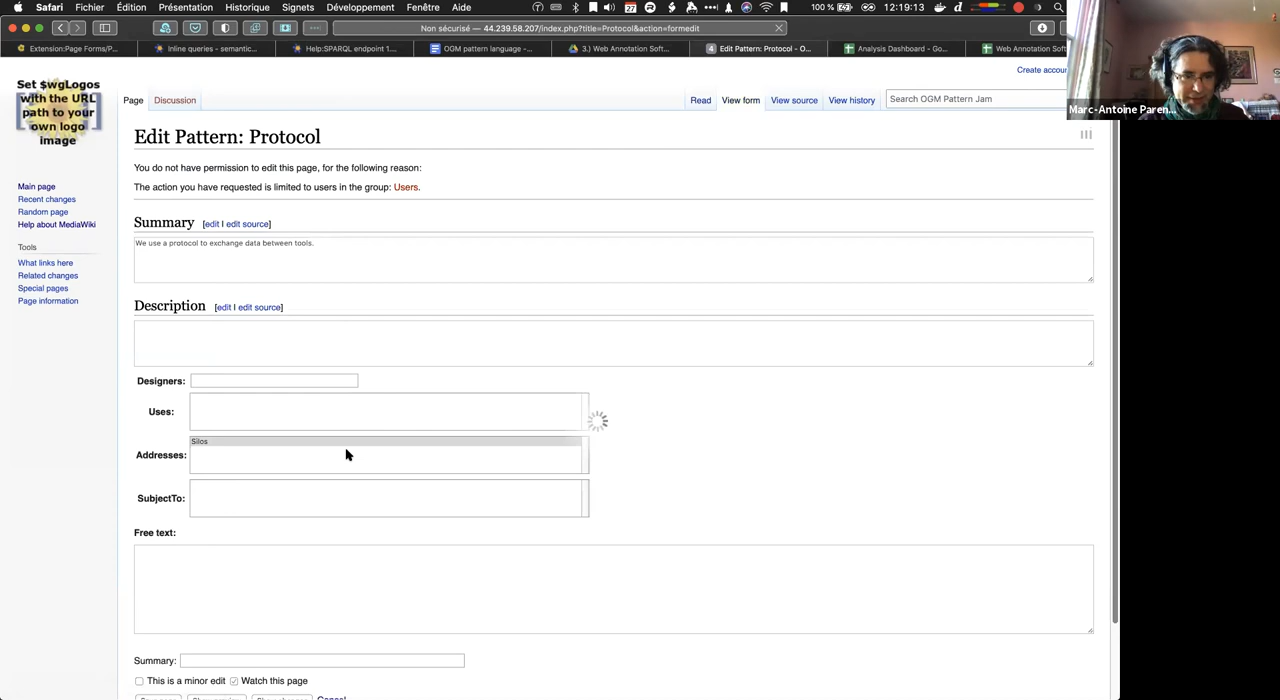 Safari Fichier Édition Présentation Historique Signets Développement Fenêtre Aide 27 100 % 12:19:13
Non sécurisé — 44.239.58.207/index.php?title=Protocol&action=formedit
Extension:Page Forms/P... Inline queries - semantic... Help:SPARQL endpoint 1.... OGM pattern language -... 3.) Web Annotation Soft... 4 Edit Pattern: Protocol - O... Analysis Dashboard - Go... Web Annotation Sof
Create accoun
Marc-Antoine Paren...
Set $wgLogos
with the URL
path to your
own logo
image
Page Discussion Read View form View source View history Search OGM Pattern Jam
Edit Pattern: Protocol
You do not have permission to edit this page, for the following reason:
The action you have requested is limited to users in the group: Users.
Main page
Recent changes
Random page
Help about MediaWiki
Tools
What links here
Related changes
Special pages
Page information
Summary [edit | edit source]
We use a protocol to exchange data between tools.
Description [edit | edit source]
Designers:
Uses:
Silos
Addresses:
SubjectTo:
Free text:
Summary:
This is a minor edit Watch this page